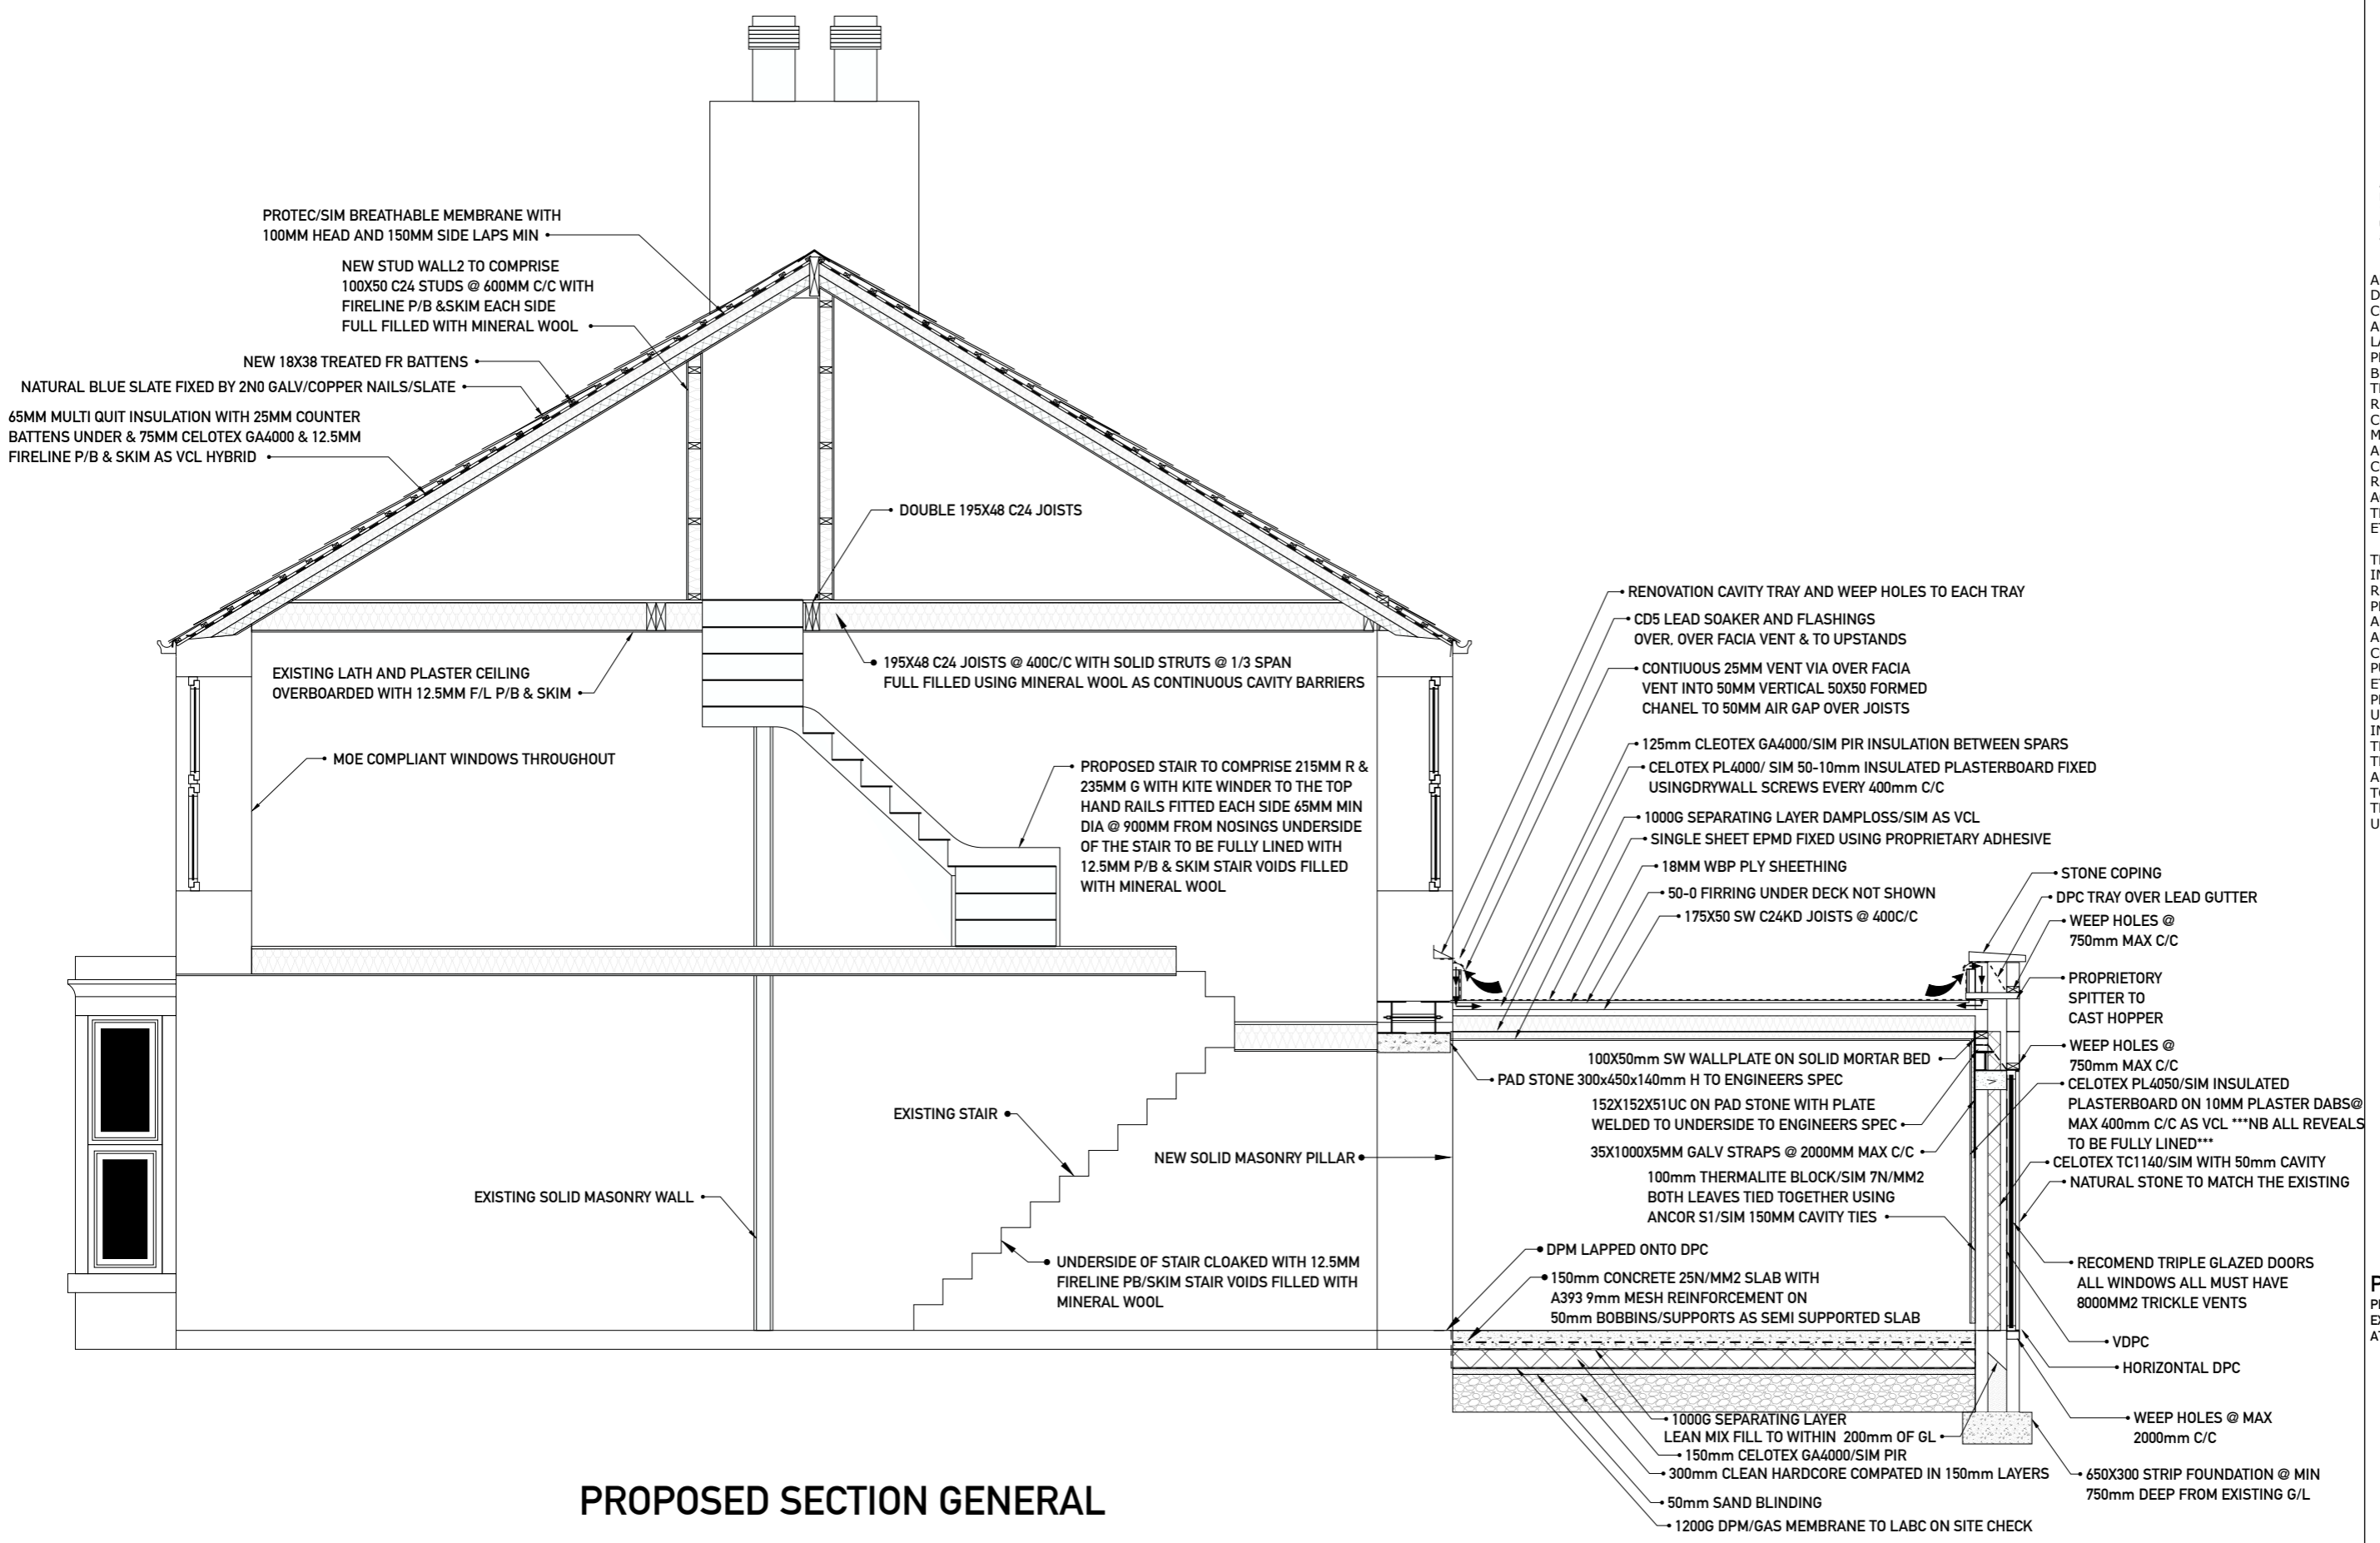 PROTEC/SIM BREATHABLE MEMBRANE WITH
100MM HEAD AND 150MM SIDE LAPS MIN
NEW STUD WALL2 TO COMPRISE
100X50 C24 STUDS @ 600MM C/C WITH
FIRELINE P/B &SKIM EACH SIDE
FULL FILLED WITH MINERAL WOOL
NEW 18X38 TREATED FR BATTENS
NATURAL BLUE SLATE FIXED BY 2N0 GALV/COPPER NAILS/SLATE
65MM MULTI QUIT INSULATION WITH 25MM COUNTER
BATTENS UNDER & 75MM CELOTEX GA4000 & 12.5MM
FIRELINE P/B & SKIM AS VCL HYBRID
DOUBLE 195X48 C24 JOISTS
EXISTING LATH AND PLASTER CEILING
OVERBOARDED WITH 12.5MM F/L P/B & SKIM
195X48 C24 JOISTS @ 400C/C WITH SOLID STRUTS @ 1/3 SPAN
FULL FILLED USING MINERAL WOOL AS CONTINUOUS CAVITY BARRIERS
MOE COMPLIANT WINDOWS THROUGHOUT
PROPOSED STAIR TO COMPRISE 215MM R &
235MM G WITH KITE WINDER TO THE TOP
HAND RAILS FITTED EACH SIDE 65MM MIN
DIA @ 900MM FROM NOSINGS UNDERSIDE
OF THE STAIR TO BE FULLY LINED WITH
12.5MM P/B & SKIM STAIR VOIDS FILLED
WITH MINERAL WOOL
RENOVATION CAVITY TRAY AND WEEP HOLES TO EACH TRAY
CD5 LEAD SOAKER AND FLASHINGS
OVER, OVER FACIA VENT & TO UPSTANDS
CONTIUOUS 25MM VENT VIA OVER FACIA
VENT INTO 50MM VERTICAL 50X50 FORMED
CHANEL TO 50MM AIR GAP OVER JOISTS
125mm CLEOTEX GA4000/SIM PIR INSULATION BETWEEN SPARS
CELOTEX PL4000/ SIM 50-10mm INSULATED PLASTERBOARD FIXED
USINGDRYWALL SCREWS EVERY 400mm C/C
1000G SEPARATING LAYER DAMPLOSS/SIM AS VCL
SINGLE SHEET EPMD FIXED USING PROPRIETARY ADHESIVE
18MM WBP PLY SHEETHING
50-0 FIRRING UNDER DECK NOT SHOWN
175X50 SW C24KD JOISTS @ 400C/C
STONE COPING
DPC TRAY OVER LEAD GUTTER
WEEP HOLES @
750mm MAX C/C
PROPRIETORY
SPITTER TO
CAST HOPPER
WEEP HOLES @
750mm MAX C/C
CELOTEX PL4050/SIM INSULATED
PLASTERBOARD ON 10MM PLASTER DABS@
MAX 400mm C/C AS VCL ***NB ALL REVEALS
TO BE FULLY LINED***
CELOTEX TC1140/SIM WITH 50mm CAVITY
NATURAL STONE TO MATCH THE EXISTING
RECOMEND TRIPLE GLAZED DOORS
ALL WINDOWS ALL MUST HAVE
8000MM2 TRICKLE VENTS
VDPC
HORIZONTAL DPC
WEEP HOLES @ MAX
2000mm C/C
650X300 STRIP FOUNDATION @ MIN
750mm DEEP FROM EXISTING G/L
100X50mm SW WALLPLATE ON SOLID MORTAR BED
PAD STONE 300x450x140mm H TO ENGINEERS SPEC
152X152X51UC ON PAD STONE WITH PLATE
WELDED TO UNDERSIDE TO ENGINEERS SPEC
35X1000X5MM GALV STRAPS @ 2000MM MAX C/C
100mm THERMALITE BLOCK/SIM 7N/MM2
BOTH LEAVES TIED TOGETHER USING
ANCOR S1/SIM 150MM CAVITY TIES
EXISTING STAIR
NEW SOLID MASONRY PILLAR
EXISTING SOLID MASONRY WALL
UNDERSIDE OF STAIR CLOAKED WITH 12.5MM
FIRELINE PB/SKIM STAIR VOIDS FILLED WITH
MINERAL WOOL
DPM LAPPED ONTO DPC
150mm CONCRETE 25N/MM2 SLAB WITH
A393 9mm MESH REINFORCEMENT ON
50mm BOBBINS/SUPPORTS AS SEMI SUPPORTED SLAB
1000G SEPARATING LAYER
LEAN MIX FILL TO WITHIN 200mm OF GL
150mm CELOTEX GA4000/SIM PIR
300mm CLEAN HARDCORE COMPATED IN 150mm LAYERS
50mm SAND BLINDING
1200G DPM/GAS MEMBRANE TO LABC ON SITE CHECK
PROPOSED SECTION GENERAL